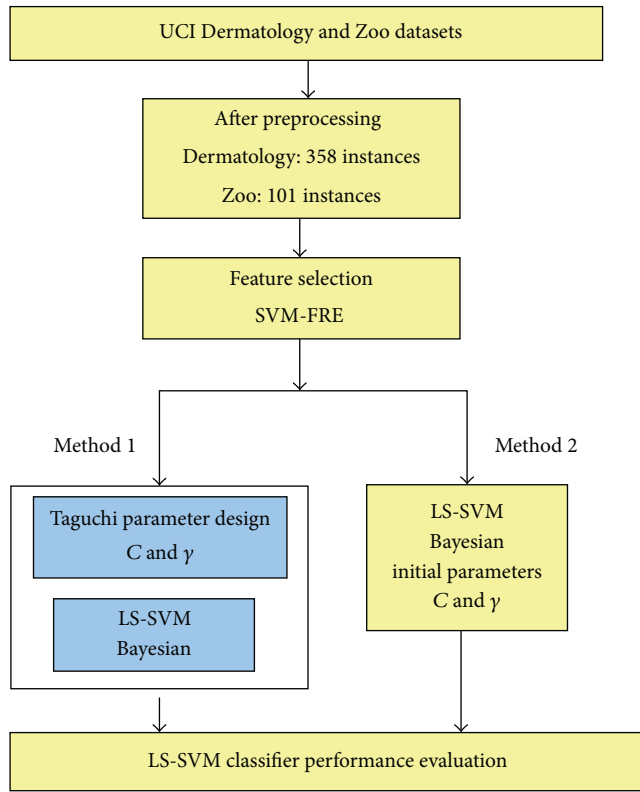 UCI Dermatology and Zoo datasets
After preprocessing
Dermatology: 358 instances
Zoo: 101 instances
Feature selection
SVM-FRE
Method 1
Method 2
Taguchi parameter design
C and γ
LS-SVM
Bayesian
LS-SVM
Bayesian
initial parameters
C and γ
LS-SVM classifier performance evaluation